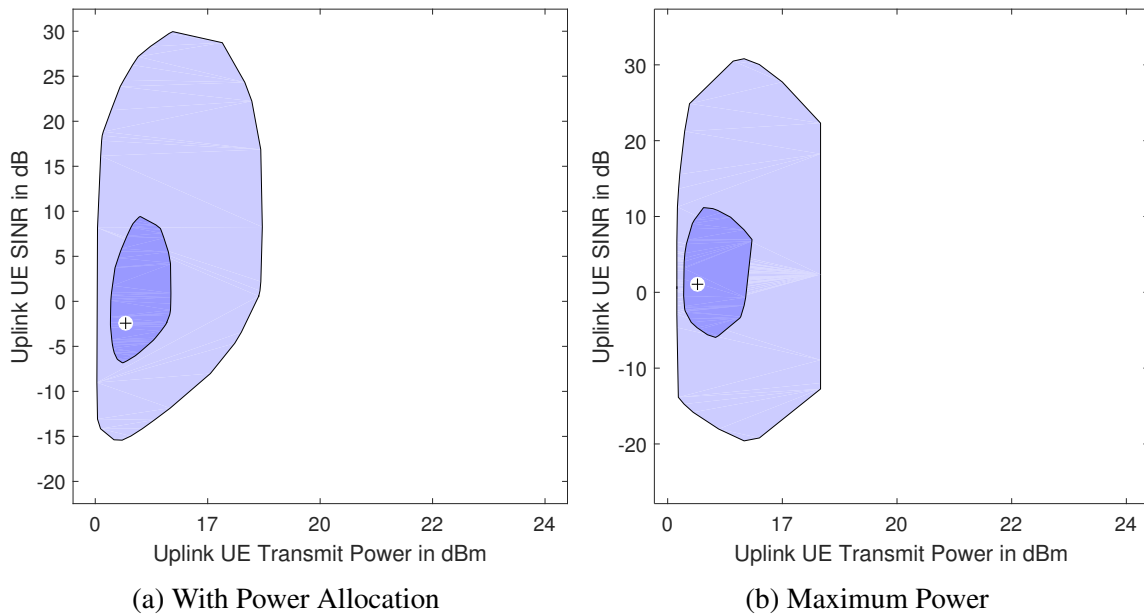 30
25
20
15
10
5
0
-5
-10
-15
-20
Uplink UE SINR in dB
0 17 20 22 24
Uplink UE Transmit Power in dBm
(a) With Power Allocation
30
20
10
0
-10
-20
Uplink UE SINR in dB
0 17 20 22 24
Uplink UE Transmit Power in dBm
(b) Maximum Power